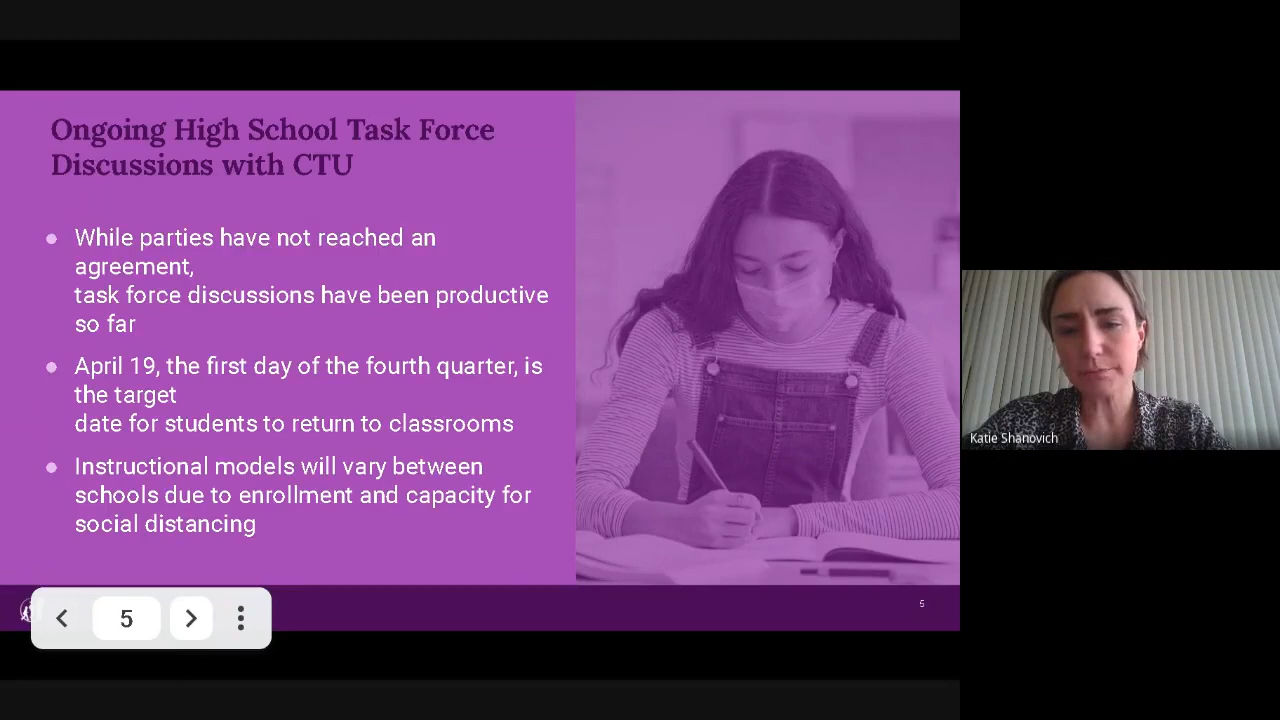 Ongoing High School Task Force
Discussions with CTU
While parties have not reached an
agreement,
task force discussions have been productive
so far
April 19, the first day of the fourth quarter, is
the target
date for students to return to classrooms
Instructional models will vary between
schools due to enrollment and capacity for
social distancing
5
5
Katie Shanovich